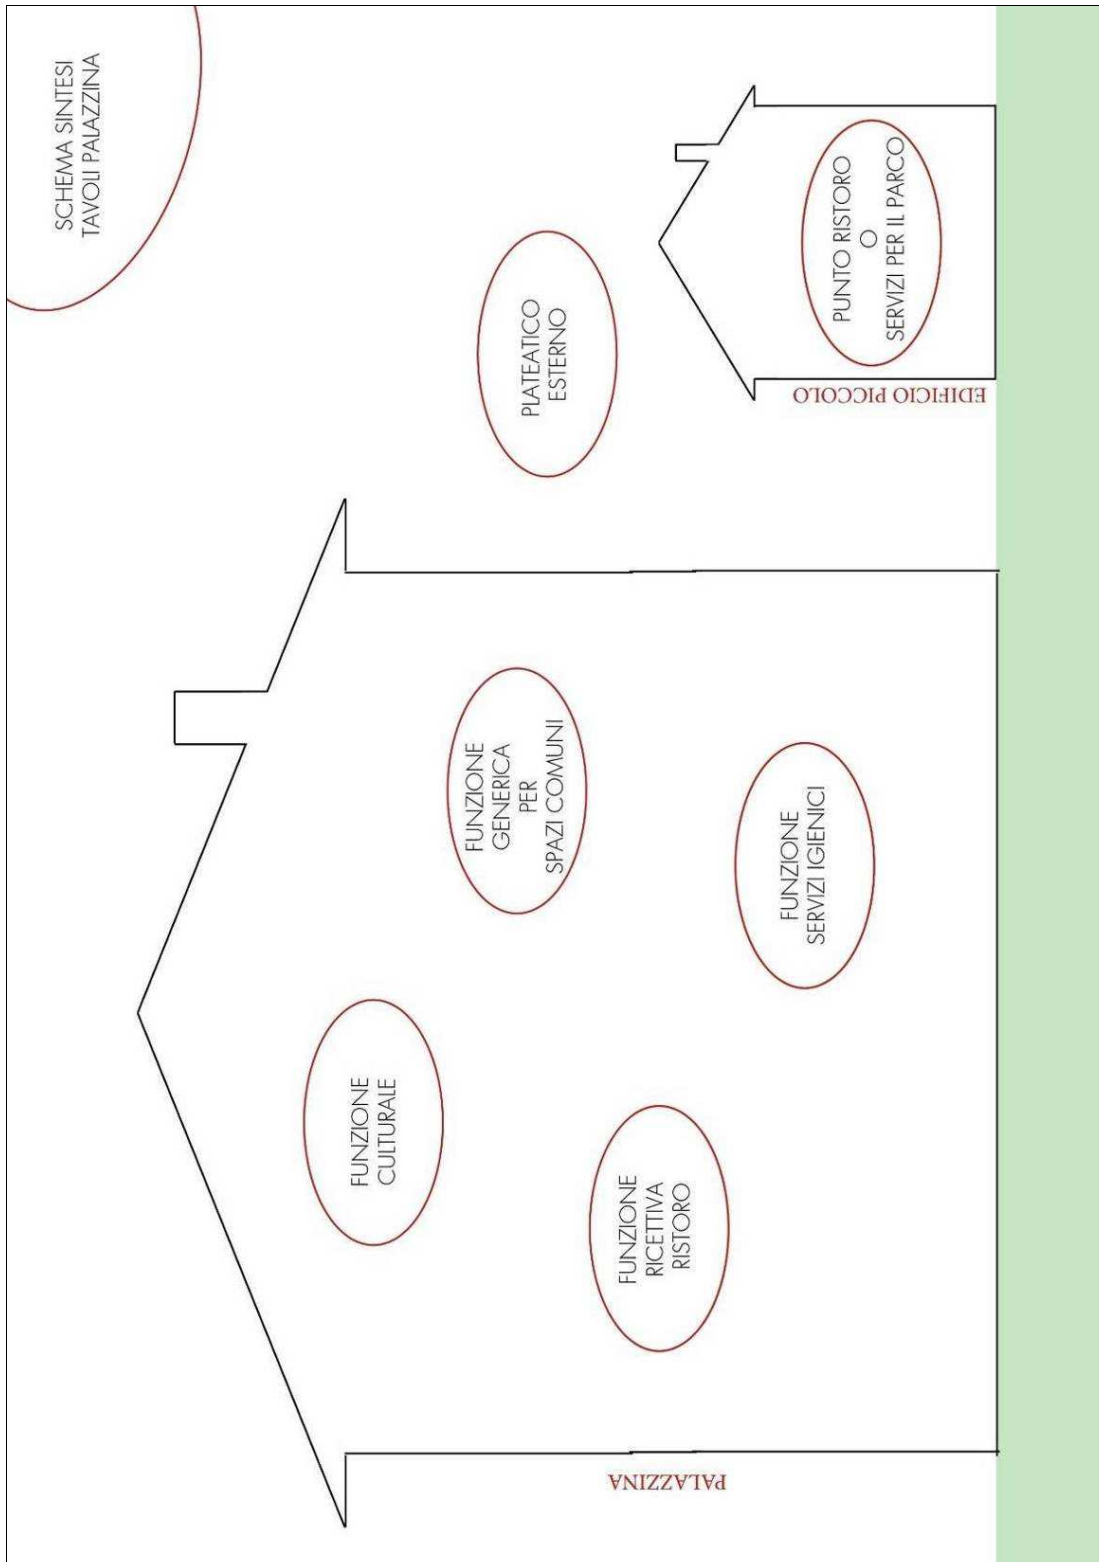 SCHEMA SINTESI
TAVOLI PALAZZINA
FUNZIONE
CULTURALE
FUNZIONE
GENERICA
PER
SPAZI COMUNI
FUNZIONE
RICETTIVA
RISTORO
FUNZIONE
SERVIZI IGIENICI
PALAZZINA
PLATEATICO
ESTERNO
PUNTO RISTORO
O
SERVIZI PER IL PARCO
EDIFICIO PICCOLO